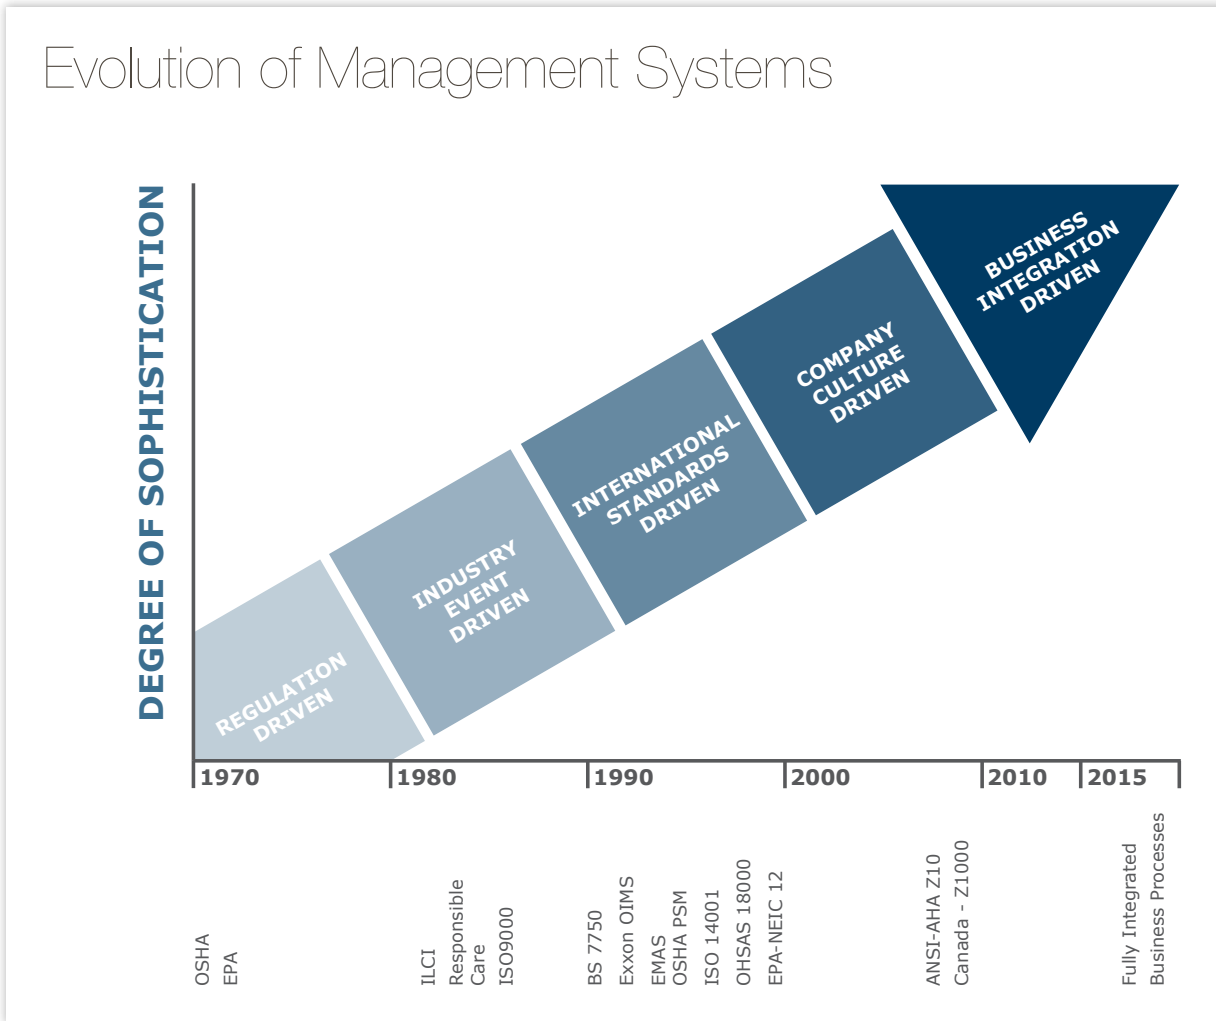 Evolution of Management Systems
DEGREE OF SOPHISTICATION
REGULATION
DRIVEN
INDUSTRY
EVENT
DRIVEN
INTERNATIONAL
STANDARDS
DRIVEN
COMPANY
CULTURE
DRIVEN
BUSINESS
INTEGRATION
DRIVEN
1970
1980
1990
2000
2010
2015
OSHA
EPA
ILCI
Responsible
Care
ISO9000
BS 7750
Exxon OIMS
EMAS
OSHA PSM
ISO 14001
OHSAS 18000
EPA-NEIC 12
ANSI-AHA Z10
Canada - Z1000
Fully Integrated
Business Processes